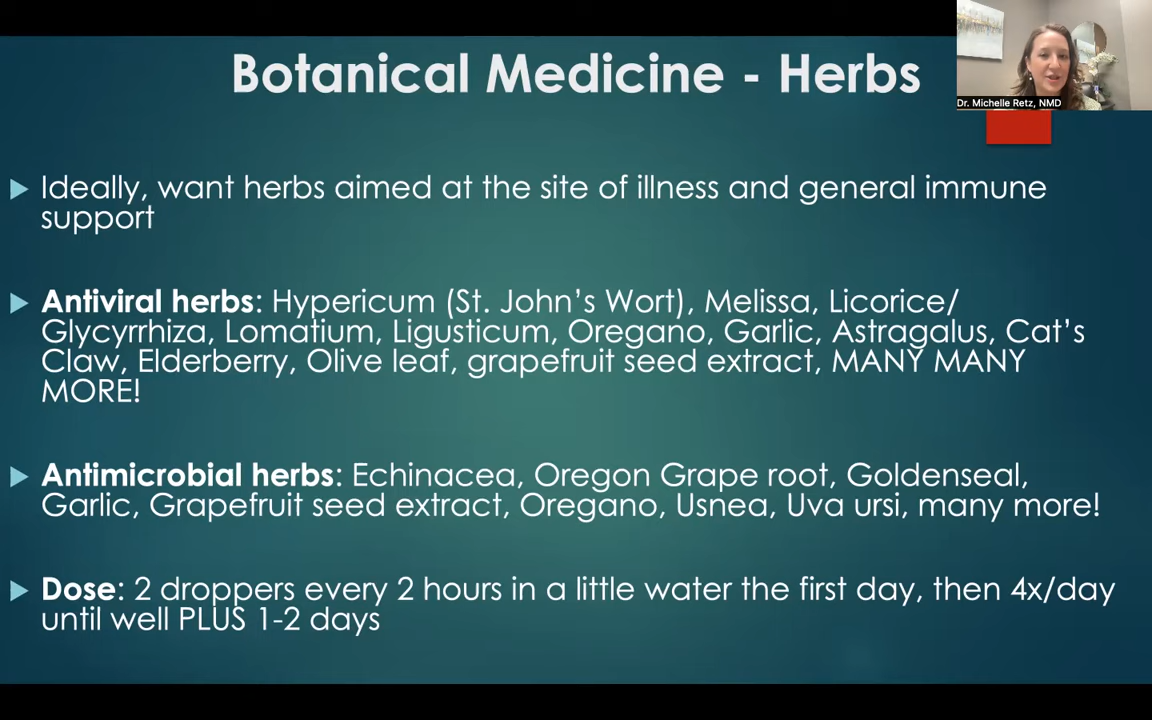 Botanical Medicine - Herbs
Dr. Michelle Retz, NMD
Ideally, want herbs aimed at the site of illness and general immune
support
Antiviral herbs: Hypericum (St. John's Wort), Melissa, Licorice/
Glycyrrhiza, Lomatium, Ligusticum, Oregano, Garlic, Astragalus, Cat's
Claw, Elderberry, Olive leaf, grapefruit seed extract, MANY MANY
MORE!
Antimicrobial herbs: Echinacea, Oregon Grape root, Goldenseal,
Garlic, Grapefruit seed extract, Oregano, Usnea, Uva ursi, many more!
Dose: 2 droppers every 2 hours in a little water the first day, then 4x/day
until well PLUS 1-2 days